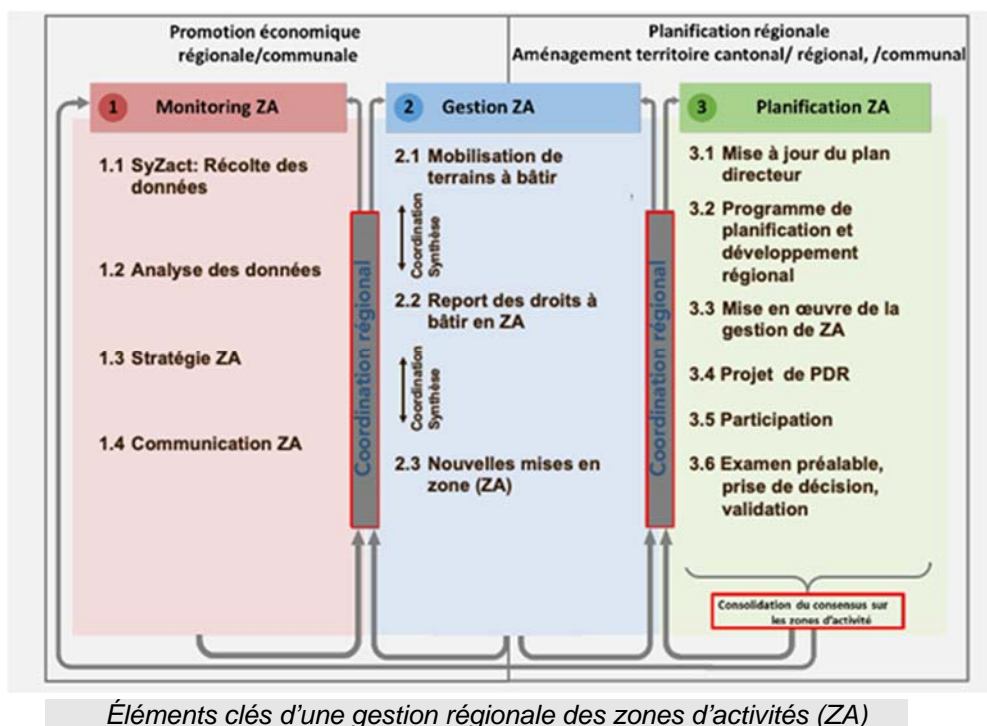 Promotion économique
régionale/communale
Planification régionale
Aménagement territoire cantonal/ régional, /communal
1 Monitoring ZA
1.1 SyZact: Récolte des
données
1.2 Analyse des données
1.3 Stratégie ZA
1.4 Communication ZA
Coordination régional
2 Gestion ZA
2.1 Mobilisation de
terrains à bâtir
Coordination
Synthèse
2.2 Report des droits à
bâtir en ZA
Coordination
Synthèse
2.3 Nouvelles mises en
zone (ZA)
Coordination régional
3 Planification ZA
3.1 Mise à jour du plan
directeur
3.2 Programme de
planification et
développement
régional
3.3 Mise en œuvre de la
gestion de ZA
3.4 Projet de PDR
3.5 Participation
3.6 Examen préalable,
prise de décision,
validation
Consolidation du consensus sur
les zones d'activité
Éléments clés d'une gestion régionale des zones d'activités (ZA)